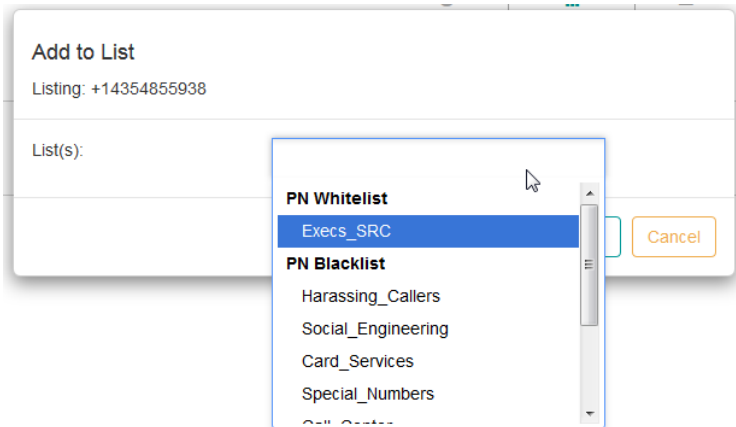 Add to List
Listing: +14354855938
List(s):
PN Whitelist
Execs_SRC
Cancel
PN Blacklist
Harassing_Callers
Social_Engineering
Card_Services
Special_Numbers